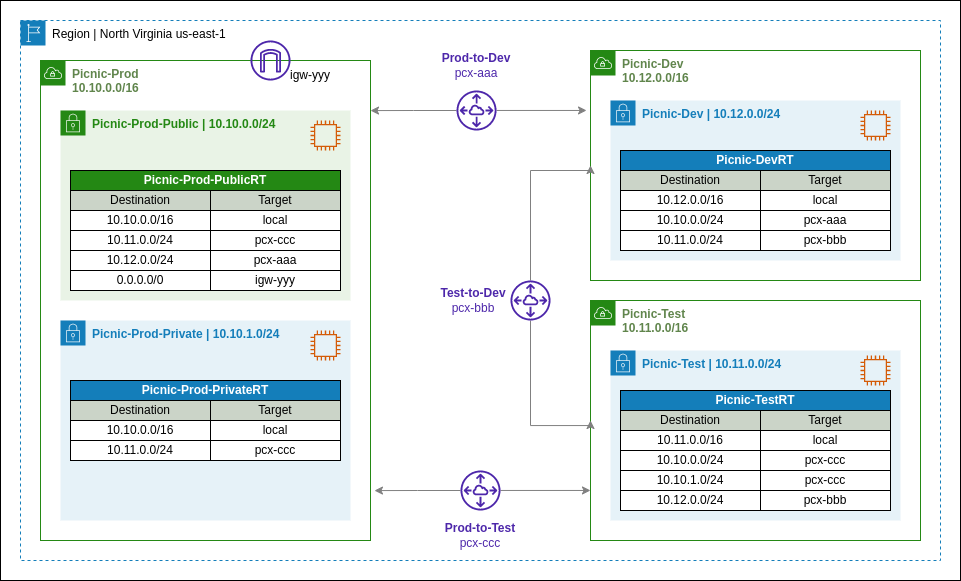 Region | North Virginia us-east-1
igw-yyy
Picnic-Prod
10.10.0.0/16
Picnic-Prod-Public | 10.10.0.0/24
Picnic-Prod-PublicRT
Destination Target
10.10.0.0/16 local
10.11.0.0/24 pcx-ccc
10.12.0.0/24 pcx-aaa
0.0.0.0/0 igw-yyy
Picnic-Prod-Private | 10.10.1.0/24
Picnic-Prod-PrivateRT
Destination Target
10.10.0.0/16 local
10.11.0.0/24 pcx-ccc
Prod-to-Dev
pcx-aaa
Test-to-Dev
pcx-bbb
Prod-to-Test
pcx-ccc
Picnic-Dev
10.12.0.0/16
Picnic-Dev | 10.12.0.0/24
Picnic-DevRT
Destination Target
10.12.0.0/16 local
10.10.0.0/24 pcx-aaa
10.11.0.0/24 pcx-bbb
Picnic-Test
10.11.0.0/16
Picnic-Test | 10.11.0.0/24
Picnic-TestRT
Destination Target
10.11.0.0/16 local
10.10.0.0/24 pcx-ccc
10.10.1.0/24 pcx-ccc
10.12.0.0/24 pcx-bbb